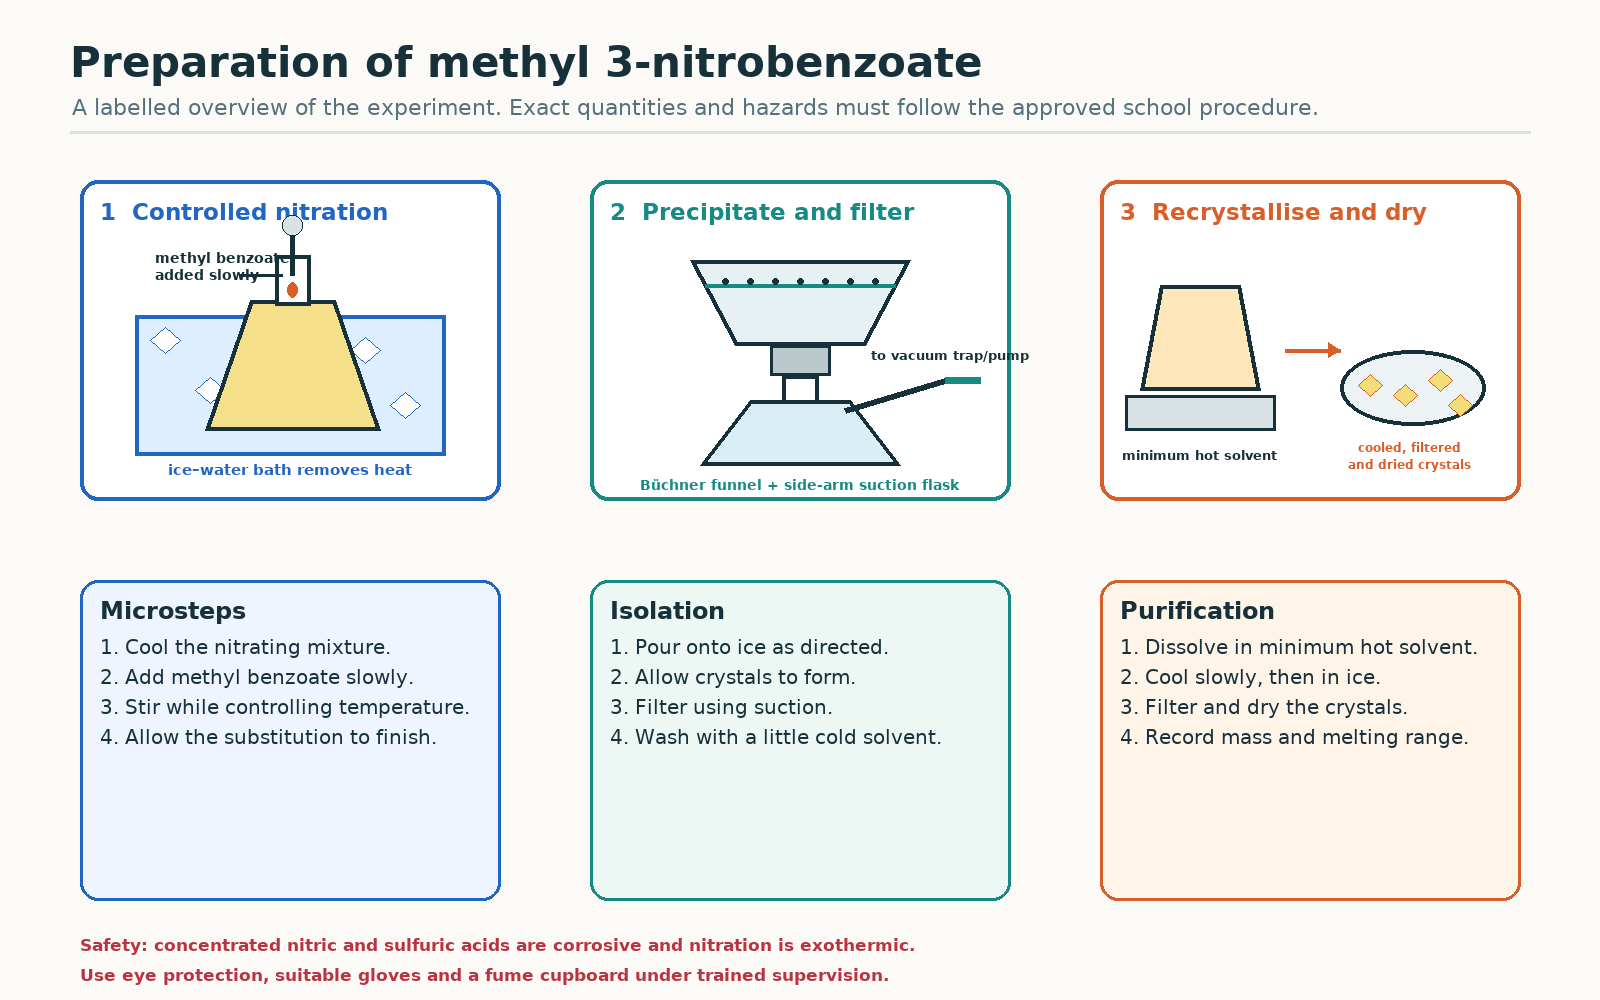 Preparation of methyl 3-nitrobenzoate
A labelled overview of the experiment. Exact quantities and hazards must follow the approved school procedure.
1 Controlled nitration
methyl benzoate
added slowly
ice–water bath removes heat
2 Precipitate and filter
to vacuum trap/pump
Büchner funnel + side-arm suction flask
3 Recrystallise and dry
minimum hot solvent
cooled, filtered
and dried crystals
Microsteps
1. Cool the nitrating mixture.
2. Add methyl benzoate slowly.
3. Stir while controlling temperature.
4. Allow the substitution to finish.
Isolation
1. Pour onto ice as directed.
2. Allow crystals to form.
3. Filter using suction.
4. Wash with a little cold solvent.
Purification
1. Dissolve in minimum hot solvent.
2. Cool slowly, then in ice.
3. Filter and dry the crystals.
4. Record mass and melting range.
Safety: concentrated nitric and sulfuric acids are corrosive and nitration is exothermic.
Use eye protection, suitable gloves and a fume cupboard under trained supervision.